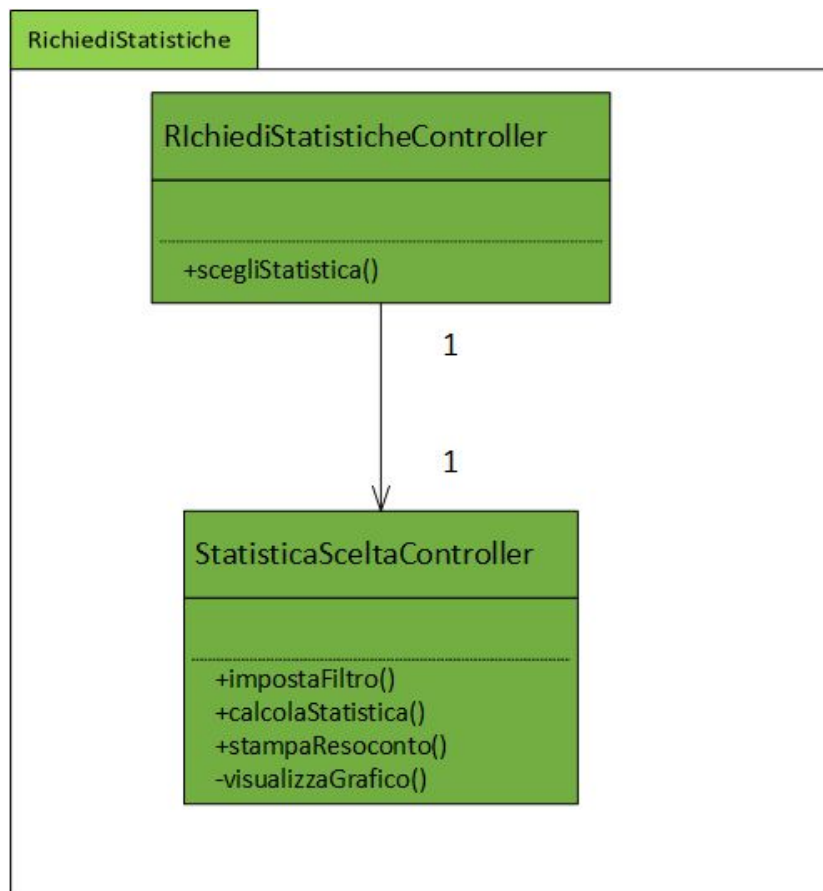 RichiediStatistiche
RIchiediStatisticheController
+scegliStatistica()
1
1
StatisticaSceltaController
+impostaFiltro()
+calcolaStatistica()
+stampaResoconto()
-visualizzaGrafico()